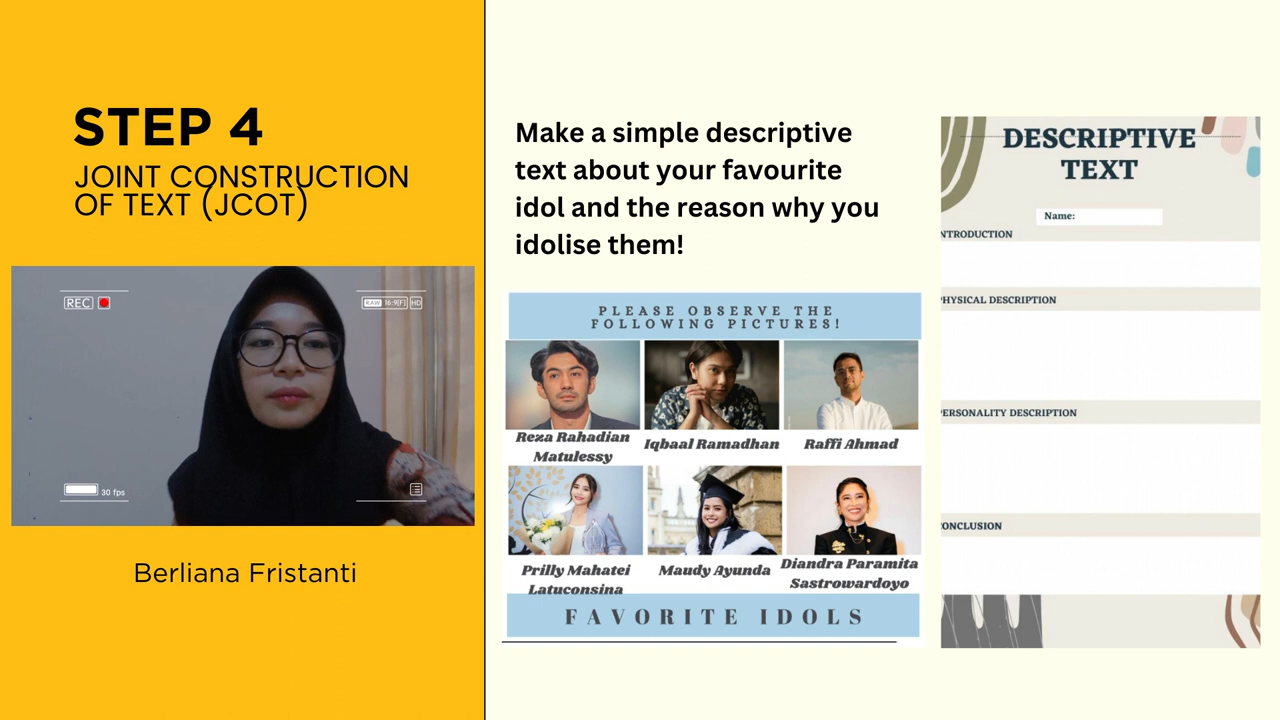 STEP 4
JOINT CONSTRUCTION
OF TEXT (JCOT)
REC
RAW 16:9[F] HD
30 fps
Berliana Fristanti
Make a simple descriptive
text about your favourite
idol and the reason why you
idolise them!
PLEASE OBSERVE THE
FOLLOWING PICTURES!
Reza Rahadian
Matulessy
Iqbaal Ramadhan
Raffi Ahmad
Prilly Mahatei
Latuconsina
Maudy Ayunda
Diandra Paramita
Sastrowardoyo
FAVORITE IDOLS
DESCRIPTIVE
TEXT
Name:
NTRODUCTION
PHYSICAL DESCRIPTION
PERSONALITY DESCRIPTION
CONCLUSION